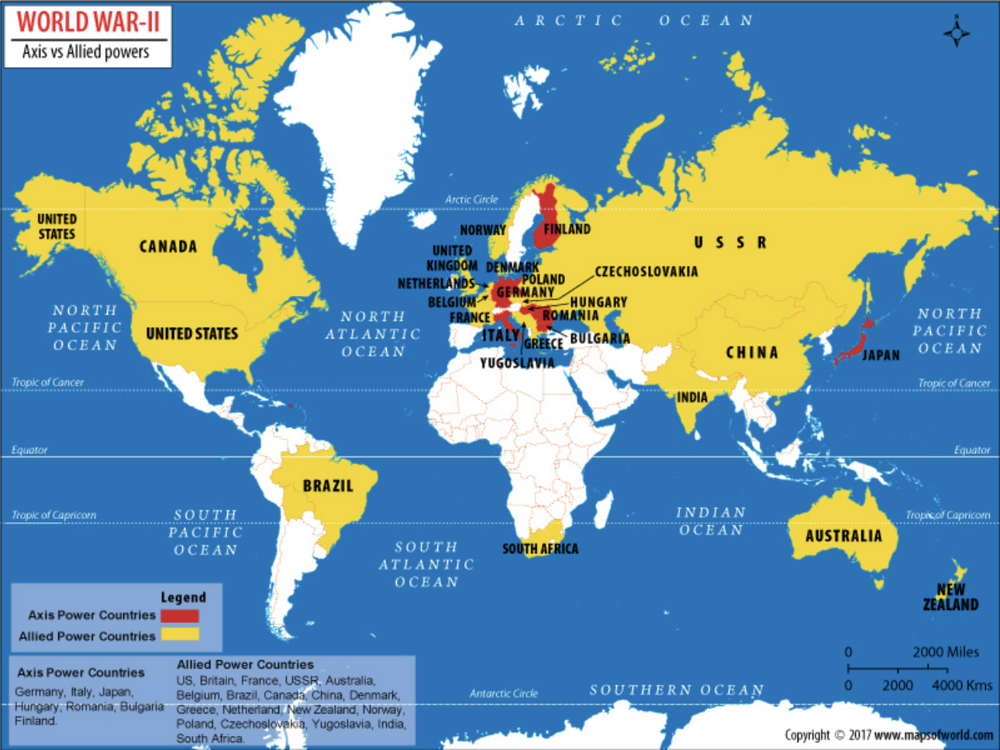 WORLD WAR-II
Axis vs Allied powers
ARCTIC OCEAN
N
Arctic Circle
UNITED
STATES
CANADA
NORWAY
FINLAND
USSR
UNITED
KINGDOM
DENMARK
CZECHOSLOVAKIA
NETHERLANDS
POLAND
GERMANY
BELGIUM
HUNGARY
FRANCE
ROMANIA
NORTH
PACIFIC
OCEAN
NORTH
ATLANTIC
OCEAN
NORTH
PACIFIC
OCEAN
UNITED STATES
ITALY
GREECE
BULGARIA
YUGOSLAVIA
CHINA
JAPAN
Tropic of Cancer
Tropic of Cancer
INDIA
Equator
Equator
BRAZIL
Tropic of Capricorn
Tropic of Capricorn
SOUTH
PACIFIC
OCEAN
SOUTH
ATLANTIC
OCEAN
INDIAN
OCEAN
SOUTH AFRICA
AUSTRALIA
NEW
ZEALAND
Legend
Axis Power Countries
Allied Power Countries
Axis Power Countries
Germany, Italy, Japan,
Hungary, Romania, Bulgaria
Finland.
Allied Power Countries
US, Britain, France, USSR, Australia,
Belgium, Brazil, Canada, China, Denmark,
Greece, Netherland, New Zealand, Norway,
Poland, Czechoslovakia, Yugoslavia, India,
South Africa.
0 2000 Miles
0 2000 4000 Kms
Antarctic Circle
SOUTHERN OCEAN
Copyright © 2017 www.mapsofworld.com